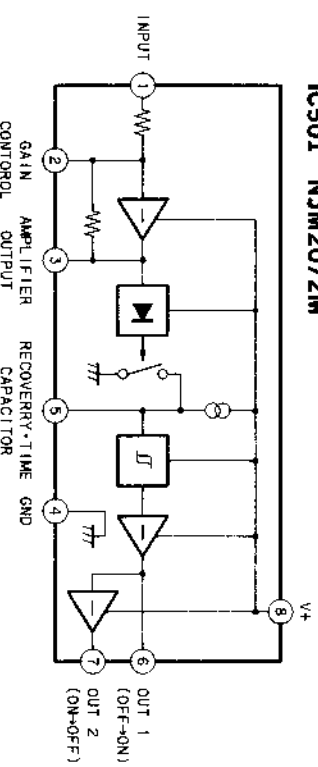 IC501 NJM2072M
INPUT
1
2
GAIN
CONTOROL
3
AMPLIFIER
OUTPUT
5
RECOVERRY•TIME
CAPACITOR
4
GND
8
V+
6
OUT 1
(OFF→ON)
7
OUT 2
(ON→OFF)